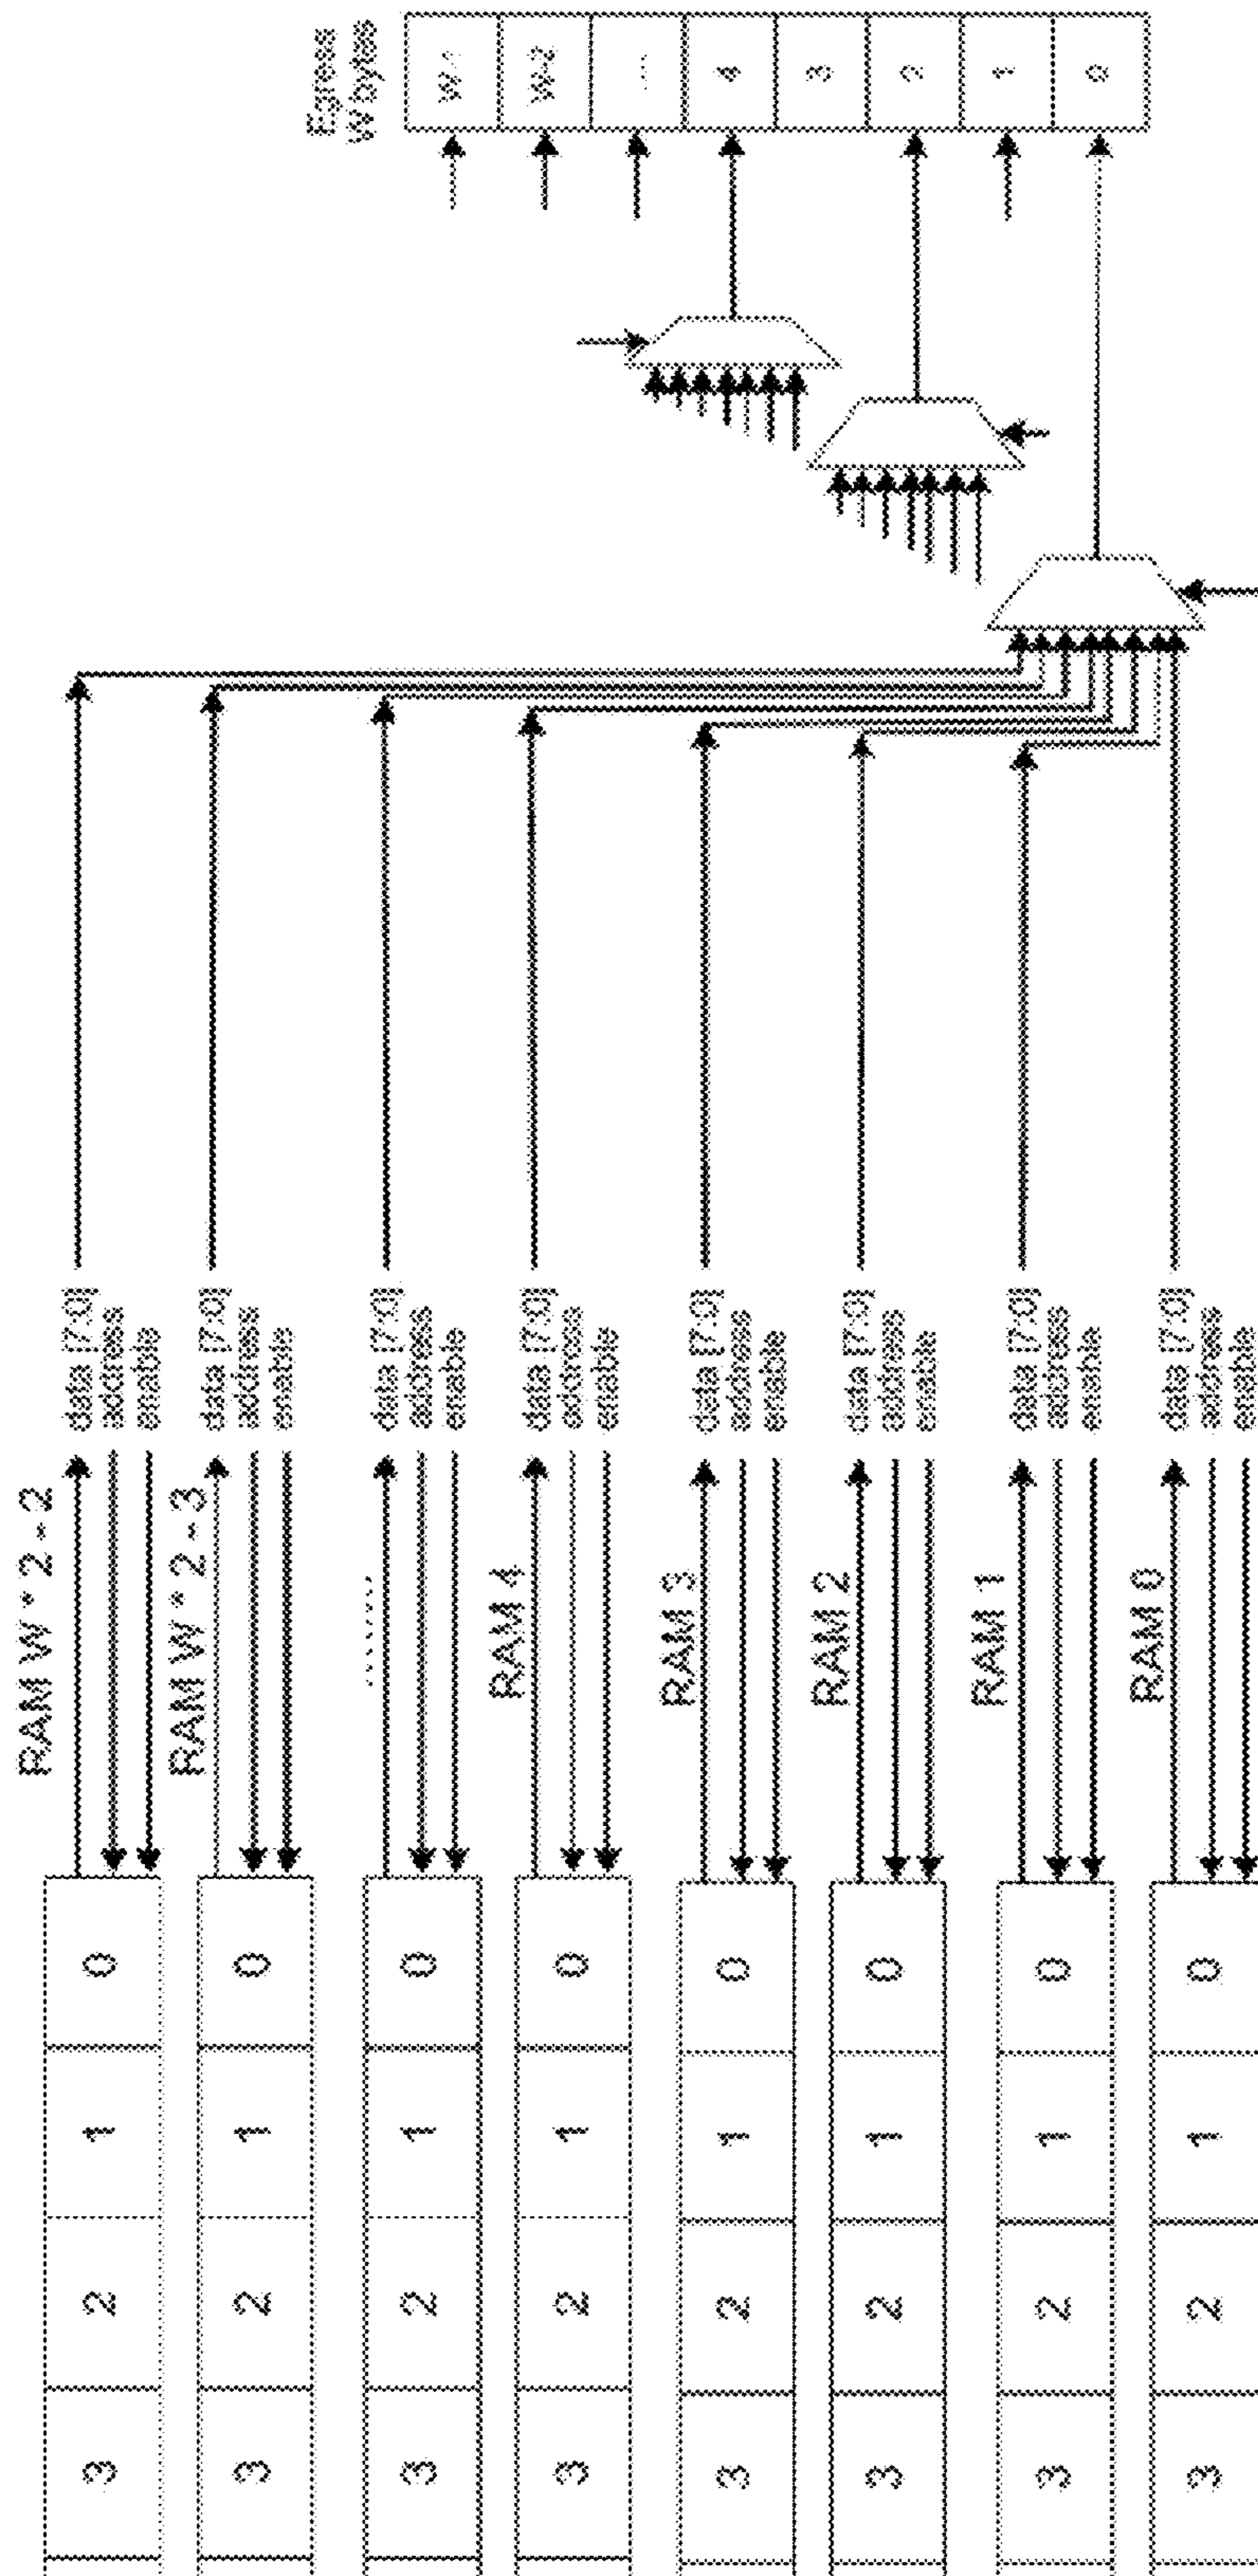 Egress
W bytes
W-1
W-2
...
4
3
2
1
0
RAM W * 2 - 2
data [7:0]
address
enable
0
1
2
3
RAM W * 2 - 3
data [7:0]
address
enable
0
1
2
3
......
data [7:0]
address
enable
0
1
2
3
RAM 4
data [7:0]
address
enable
0
1
2
3
RAM 3
data [7:0]
address
enable
0
1
2
3
RAM 2
data [7:0]
address
enable
0
1
2
3
RAM 1
data [7:0]
address
enable
0
1
2
3
RAM 0
data [7:0]
address
enable
0
1
2
3